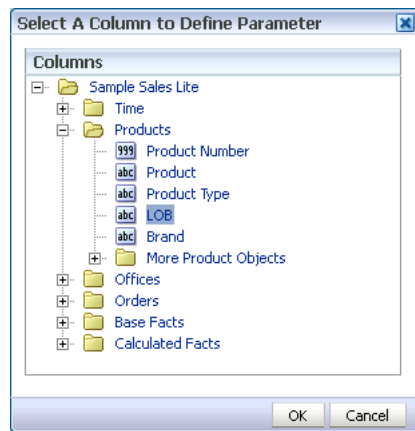 Select A Column to Define Parameter
Columns
Sample Sales Lite
Time
Products
999 Product Number
abc Product
abc Product Type
abc LOB
abc Brand
More Product Objects
Offices
Orders
Base Facts
Calculated Facts
OK Cancel